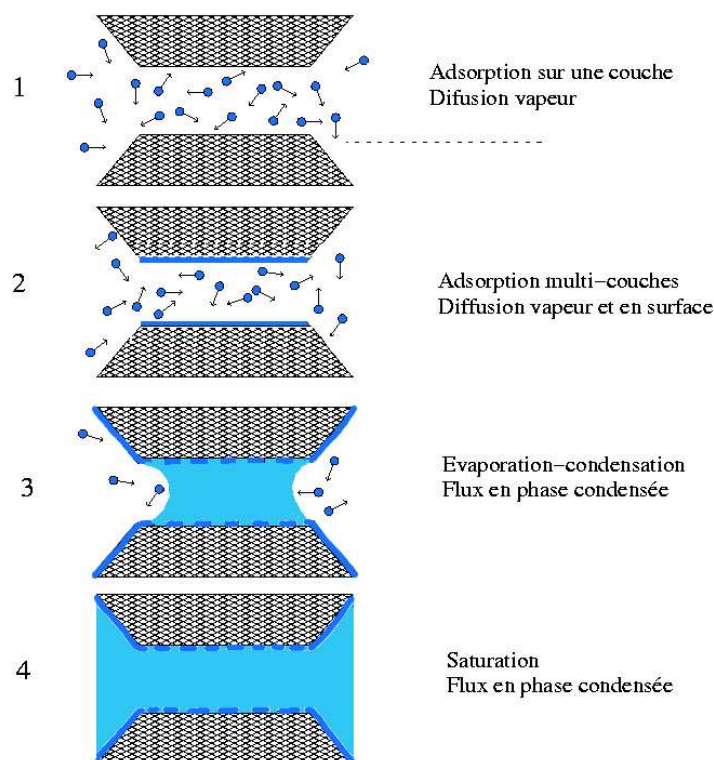 1
Adsorption sur une couche
Difusion vapeur
2
Adsorption multi-couches
Diffusion vapeur et en surface
3
Evaporation-condensation
Flux en phase condensée
4
Saturation
Flux en phase condensée